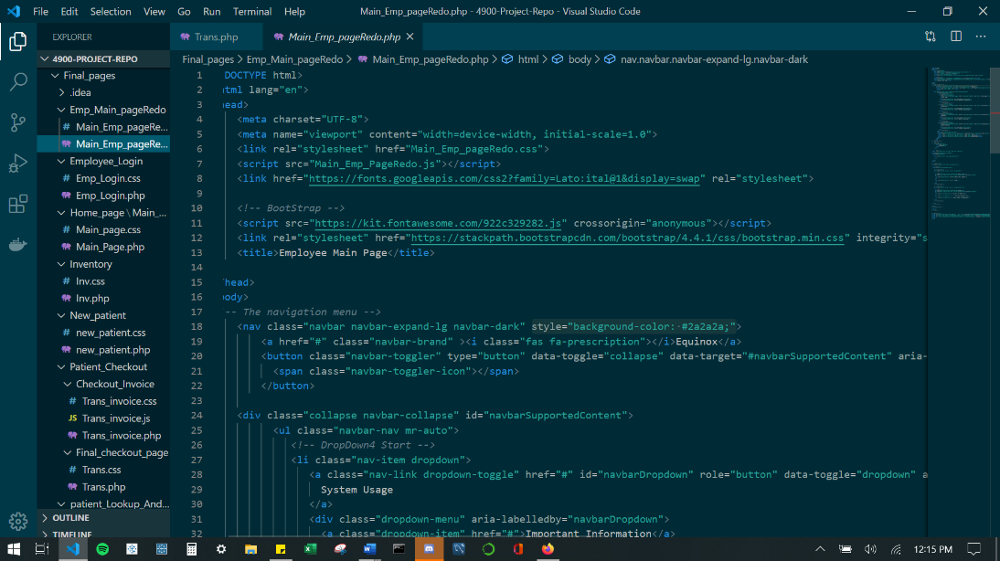 File Edit Selection View Go Run Terminal Help Main_Emp_pageRedo.php - 4900-Project-Repo - Visual Studio Code
EXPLORER
4900-PROJECT-REPO
Final_pages
.idea
Emp_Main_pageRedo
# Main_Emp_pageRe...
Main_Emp_pageRe...
Employee_Login
# Emp_Login.css
Emp_Login.php
Home_page \ Main_...
# Main_page.css
Main_Page.php
Inventory
# Inv.css
Inv.php
New_patient
# new_patient.css
new_patient.php
Patient_Checkout
Checkout_Invoice
# Trans_invoice.css
JS Trans_invoice.js
Trans_invoice.php
Final_checkout_page
# Trans.css
Trans.php
patient_Lookup_And...
OUTLINE
TIMELINE
Trans.php Main_Emp_pageRedo.php
Final_pages > Emp_Main_pageRedo > Main_Emp_pageRedo.php > html > body > nav.navbar.navbar-expand-lg.navbar-dark
1 DOCTYPE html>
2 html lang="en">
3 head>
4 <meta charset="UTF-8">
5 <meta name="viewport" content="width=device-width, initial-scale=1.0">
6 <link rel="stylesheet" href="Main_Emp_pageRedo.css">
7 <script src="Main_Emp_PageRedo.js"></script>
8 <link href="https://fonts.googleapis.com/css2?family=Lato:ital@1&display=swap" rel="stylesheet">
9
10 <!-- BootStrap -->
11 <script src="https://kit.fontawesome.com/922c329282.js" crossorigin="anonymous"></script>
12 <link rel="stylesheet" href="https://stackpath.bootstrapcdn.com/bootstrap/4.4.1/css/bootstrap.min.css" integrity="s
13 <title>Employee Main Page</title>
14
15 /head>
16 body>
17 -- The navigation menu -->
18 <nav class="navbar navbar-expand-lg navbar-dark" style="background-color: #2a2a2a;">
19 <a href="#" class="navbar-brand" ><i class="fas fa-prescription"></i>Equinox</a>
20 <button class="navbar-toggler" type="button" data-toggle="collapse" data-target="#navbarSupportedContent" aria-
21 <span class="navbar-toggler-icon"></span>
22 </button>
23
24 <div class="collapse navbar-collapse" id="navbarSupportedContent">
25 <ul class="navbar-nav mr-auto">
26 <!-- DropDown4 Start -->
27 <li class="nav-item dropdown">
28 <a class="nav-link dropdown-toggle" href="#" id="navbarDropdown" role="button" data-toggle="dropdown" a
29 System Usage
30 </a>
31 <div class="dropdown-menu" aria-labelledby="navbarDropdown">
32 <a class="dropdown-item" href="#">Important Information</a>
12:15 PM